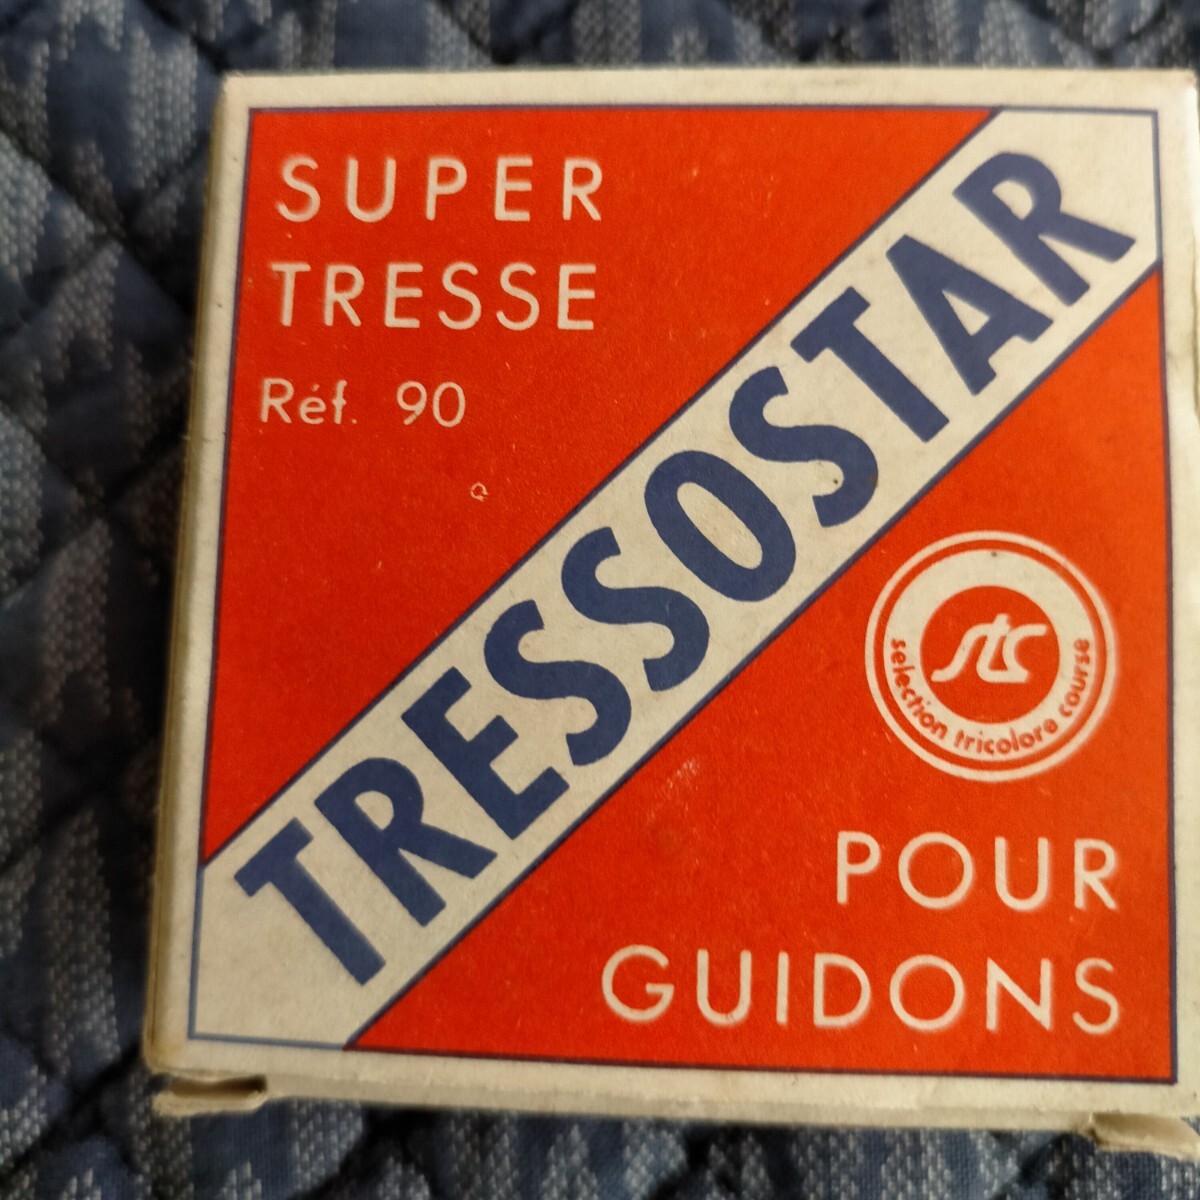 SUPER
TRESSE
Réf. 90
TRESSOSTAR
stc
selection tricolore course
POUR
GUIDONS